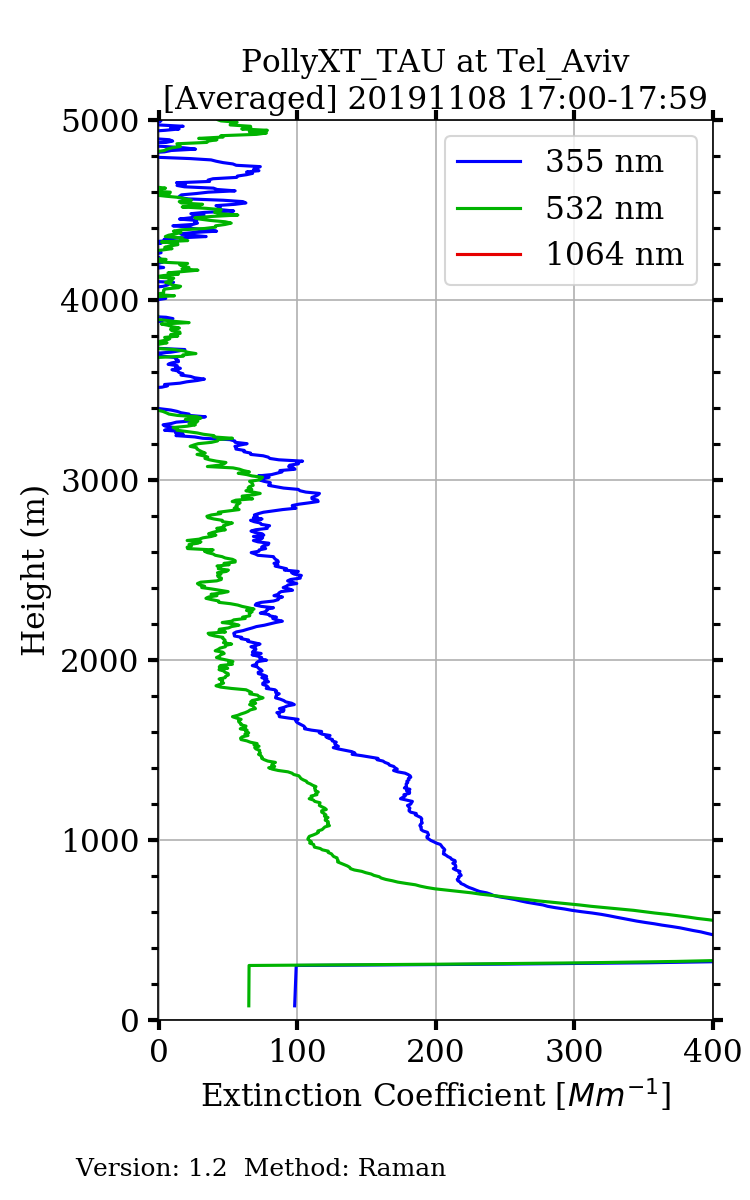 PollyXT_TAU at Tel_Aviv
[Averaged] 20191108 17:00-17:59
355 nm
532 nm
1064 nm
5000
4000
3000
2000
1000
0
Height (m)
0 100 200 300 400
Extinction Coefficient [Mm⁻¹]
Version: 1.2 Method: Raman